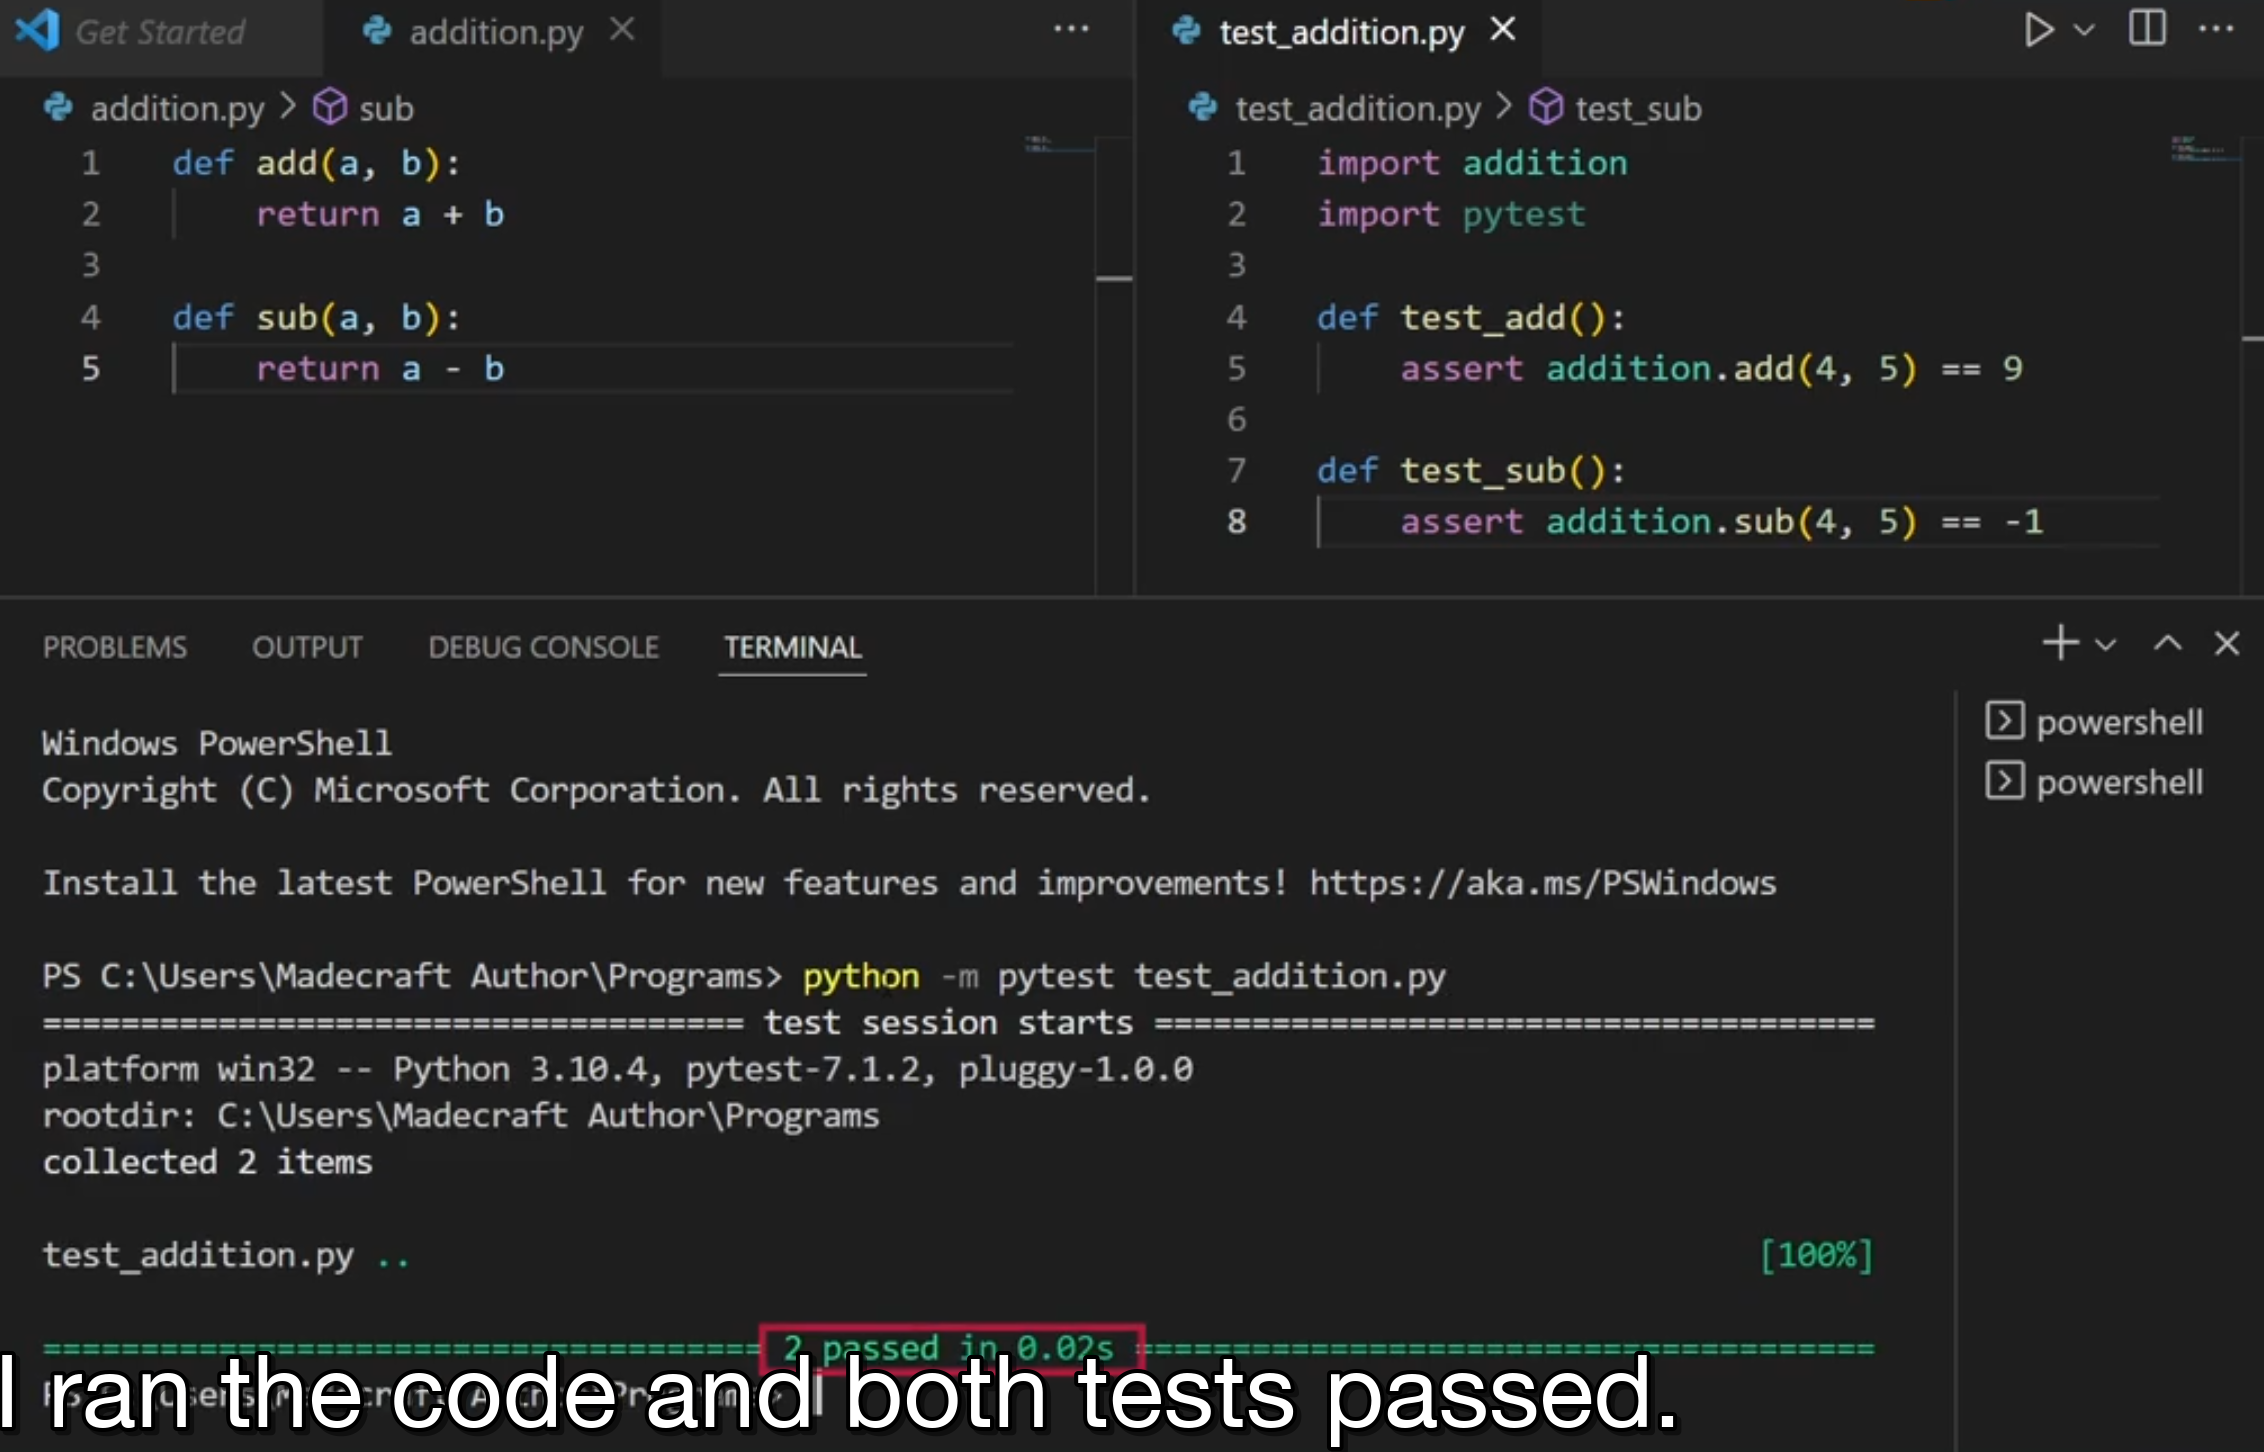 Get Started
addition.py
addition.py > sub
1 def add(a, b):
2     return a + b
3
4 def sub(a, b):
5     return a - b
test_addition.py
test_addition.py > test_sub
1 import addition
2 import pytest
3
4 def test_add():
5     assert addition.add(4, 5) == 9
6
7 def test_sub():
8     assert addition.sub(4, 5) == -1
PROBLEMS OUTPUT DEBUG CONSOLE TERMINAL
powershell
powershell
Windows PowerShell
Copyright (C) Microsoft Corporation. All rights reserved.
Install the latest PowerShell for new features and improvements! https://aka.ms/PSWindows
PS C:\Users\Madecraft Author\Programs> python -m pytest test_addition.py
==================================== test session starts =====================================
platform win32 -- Python 3.10.4, pytest-7.1.2, pluggy-1.0.0
rootdir: C:\Users\Madecraft Author\Programs
collected 2 items
test_addition.py .. [100%]
===================================== 2 passed in 0.02s ======================================
I ran the code and both tests passed.